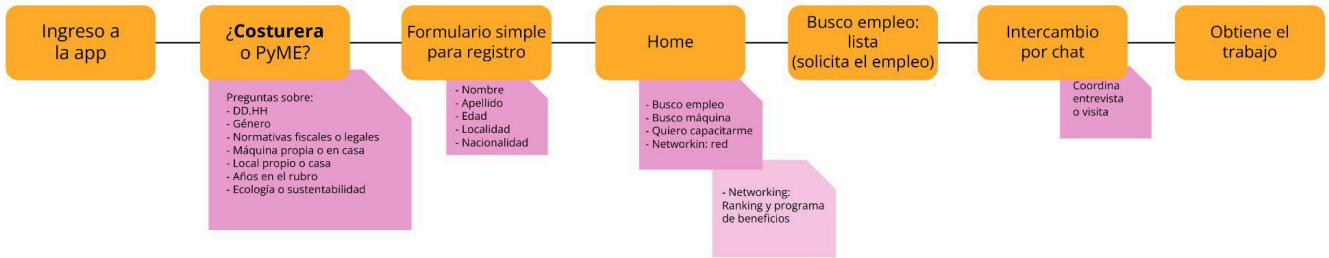 Ingreso a
la app
¿Costurera
o PyME?
Formulario simple
para registro
Home
Busco empleo:
lista
(solicita el empleo)
Intercambio
por chat
Obtiene el
trabajo
Preguntas sobre:
- DD.HH
- Género
- Normativas fiscales o legales
- Máquina propia o en casa
- Local propio o casa
- Años en el rubro
- Ecología o sustentabilidad
- Nombre
- Apellido
- Edad
- Localidad
- Nacionalidad
- Busco empleo
- Busco máquina
- Quiero capacitarme
- Networkin: red
- Networking:
Ranking y programa
de beneficios
Coordina
entrevista
o visita